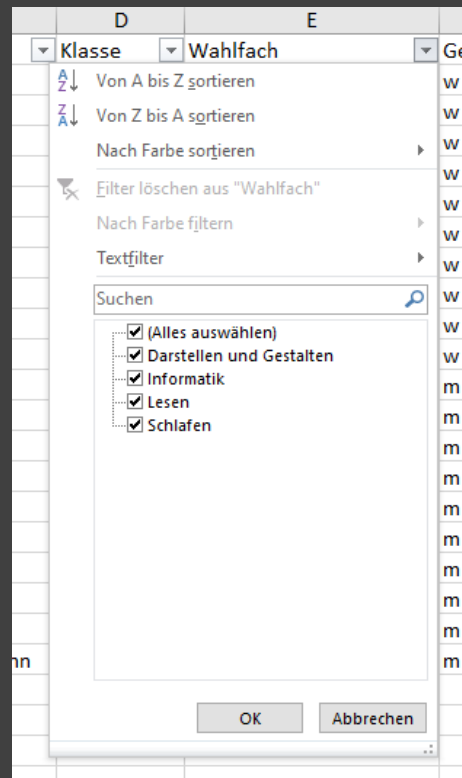 D E
Klasse Wahlfach Ge
Von A bis Z sortieren w
w
Von Z bis A sortieren w
Nach Farbe sortieren w
Filter löschen aus "Wahlfach" w
Nach Farbe filtern w
Textfilter w
Suchen w
(Alles auswählen) w
Darstellen und Gestalten w
Informatik m
Lesen m
Schlafen m
m
m
m
m
m
m
nn m
OK Abbrechen